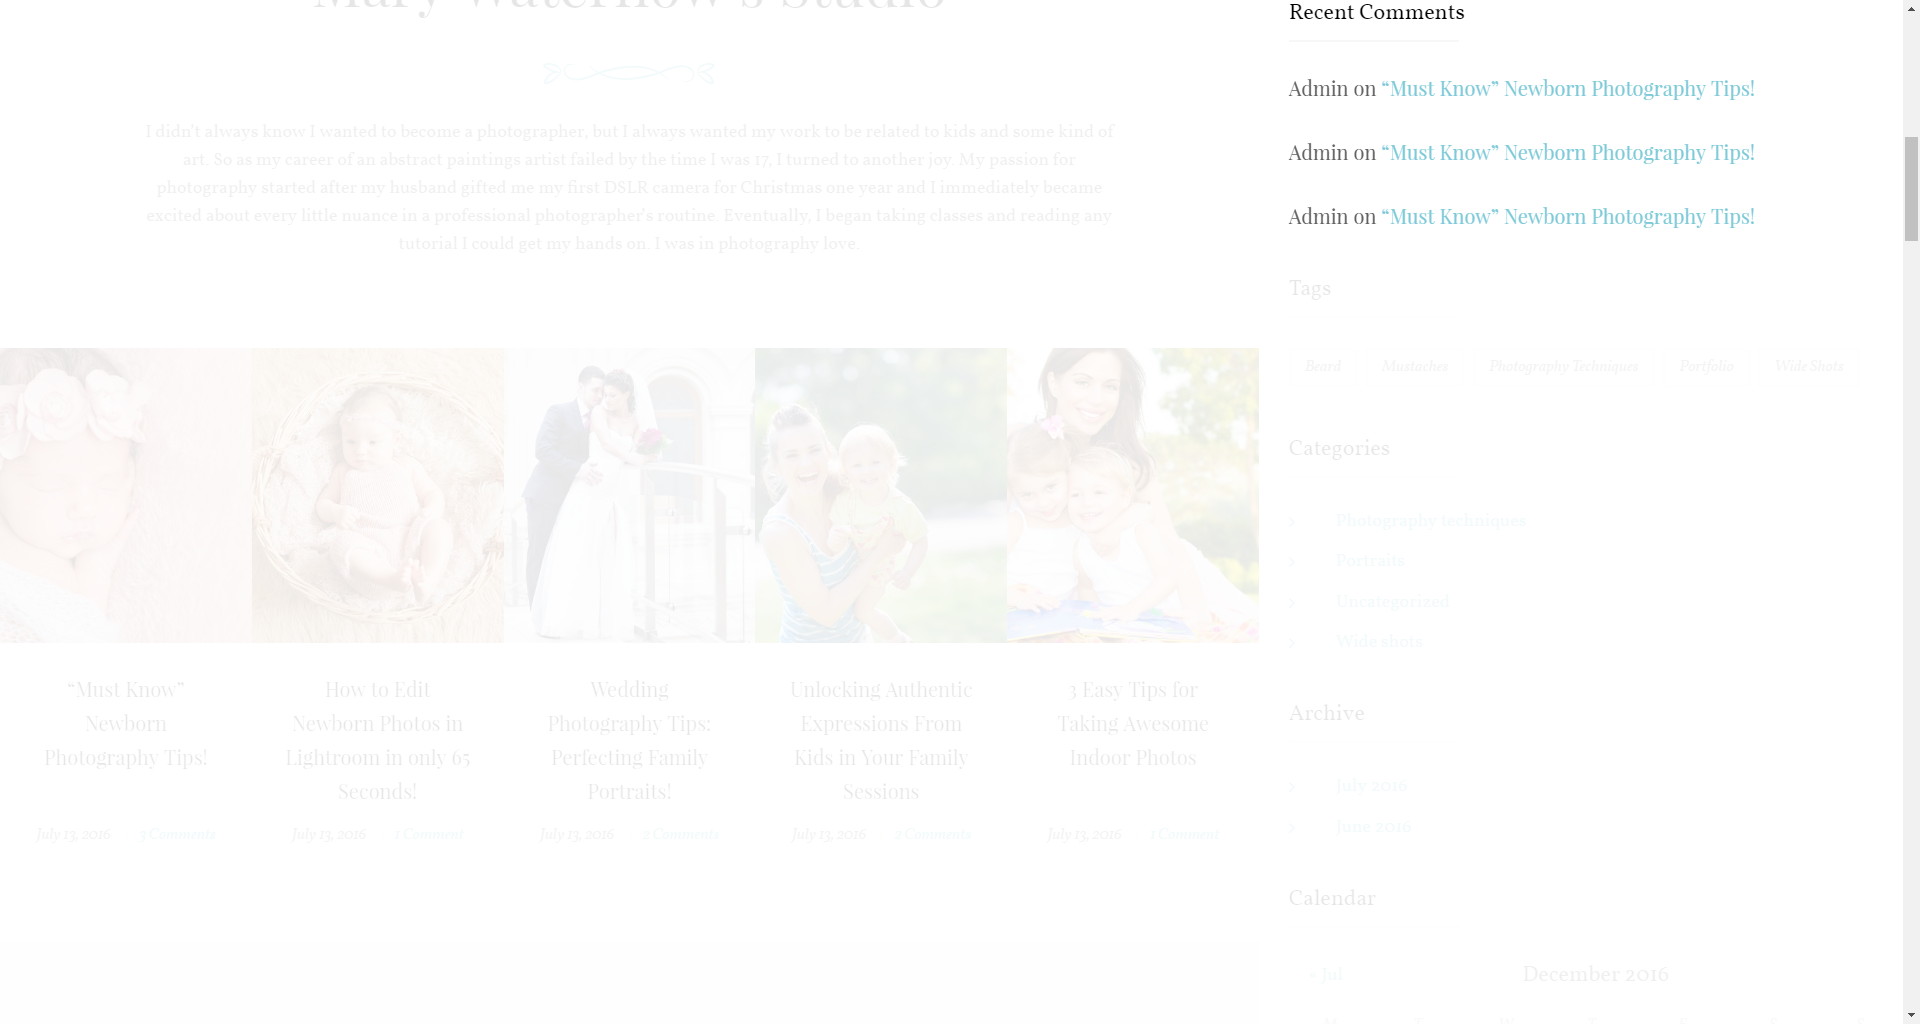 Mary Waterflow's Studio
I didn't always know I wanted to become a photographer, but I always wanted my work to be related to kids and some kind of
art. So as my career of an abstract paintings artist failed by the time I was 17, I turned to another joy. My passion for
photography started after my husband gifted me my first DSLR camera for Christmas one year and I immediately became
excited about every little nuance in a professional photographer's routine. Eventually, I began taking classes and reading any
tutorial I could get my hands on. I was in photography love.
“Must Know”
Newborn
Photography Tips!
July 13, 2016 3 Comments
How to Edit
Newborn Photos in
Lightroom in only 65
Seconds!
July 13, 2016 1 Comment
Wedding
Photography Tips:
Perfecting Family
Portraits!
July 13, 2016 2 Comments
Unlocking Authentic
Expressions From
Kids in Your Family
Sessions
July 13, 2016 2 Comments
3 Easy Tips for
Taking Awesome
Indoor Photos
July 13, 2016 1 Comment
Recent Comments
Admin on “Must Know” Newborn Photography Tips!
Admin on “Must Know” Newborn Photography Tips!
Admin on “Must Know” Newborn Photography Tips!
Tags
Beard Mustaches Photography Techniques Portfolio Wide Shots
Categories
Photography techniques
Portraits
Uncategorized
Wide shots
Archive
July 2016
June 2016
Calendar
« Jul December 2016